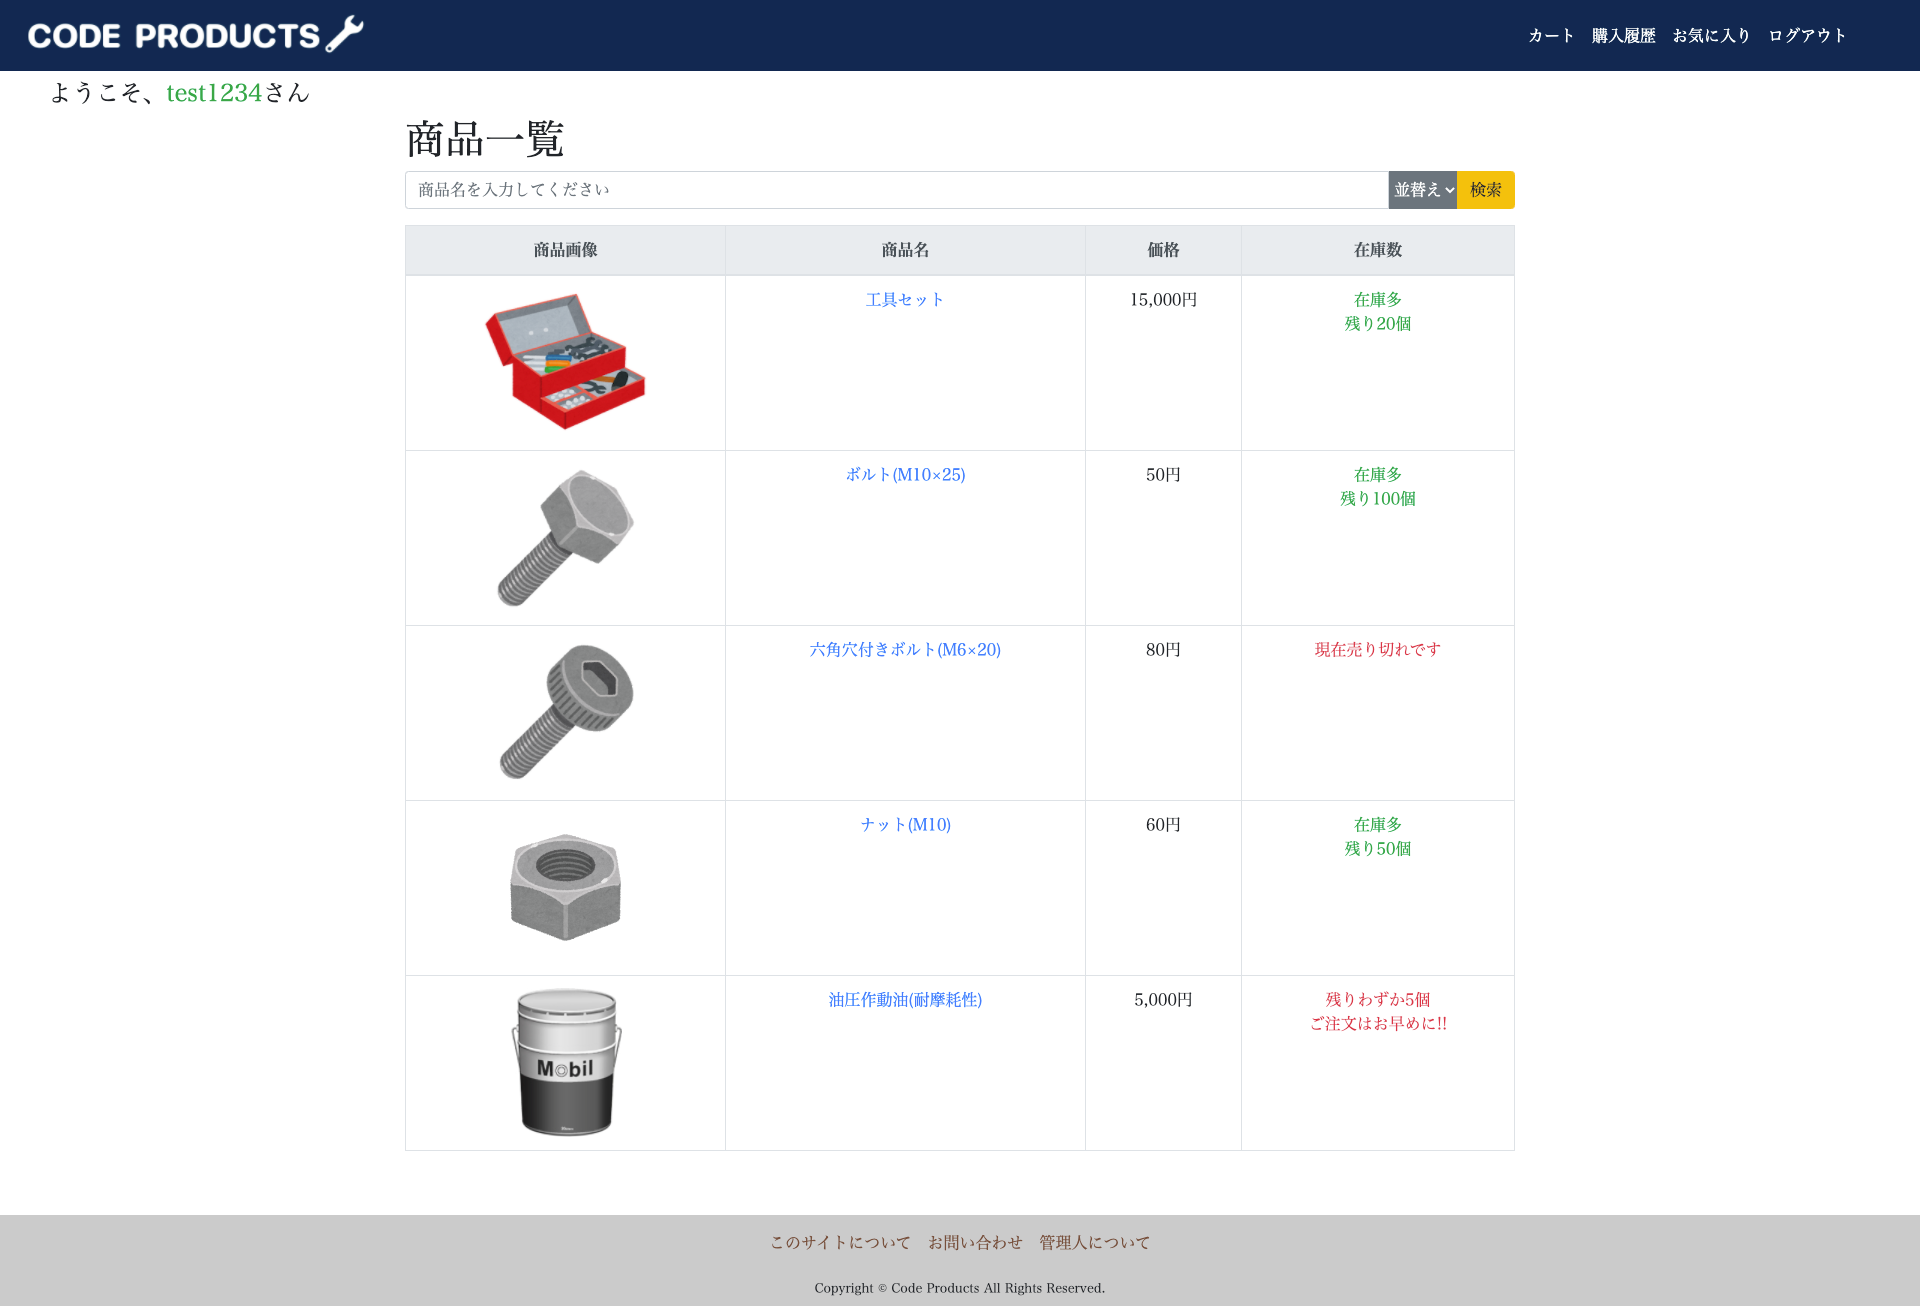 CODE PRODUCTS
カート 購入履歴 お気に入り ログアウト
ようこそ、test1234さん
商品一覧
商品名を入力してください 並替え 検索
商品画像 商品名 価格 在庫数
工具セット 15,000円 在庫多
残り20個
ボルト(M10×25) 50円 在庫多
残り100個
六角穴付きボルト(M6×20) 80円 現在売り切れです
ナット(M10) 60円 在庫多
残り50個
油圧作動油(耐摩耗性) 5,000円 残りわずか5個
ご注文はお早めに!!
Mobil
このサイトについて お問い合わせ 管理人について
Copyright © Code Products All Rights Reserved.